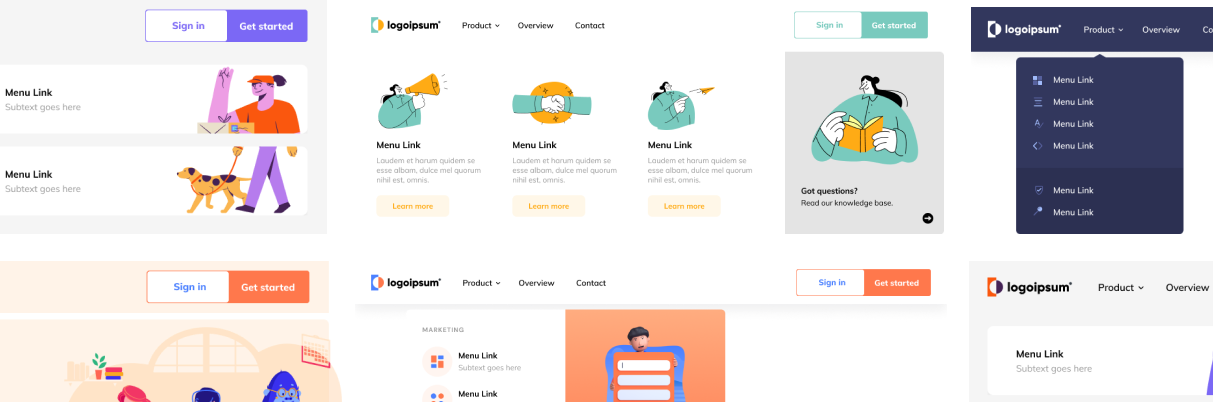 Sign in
Get started
Menu Link
Subtext goes here
Menu Link
Subtext goes here
logoipsum
Product
Overview
Contact
Sign in
Get started
Menu Link
Laudem et harum quidem se
esse albam, dulce mel quorum
nihil est, omnis.
Learn more
Menu Link
Laudem et harum quidem se
esse albam, dulce mel quorum
nihil est, omnis.
Learn more
Menu Link
Laudem et harum quidem se
esse albam, dulce mel quorum
nihil est, omnis.
Learn more
Got questions?
Read our knowledge base.
logoipsum
Product
Overview
Co
Menu Link
Menu Link
Menu Link
Menu Link
Menu Link
Menu Link
Sign in
Get started
logoipsum
Product
Overview
Contact
Sign in
Get started
MARKETING
Menu Link
Subtext goes here
Menu Link
logoipsum
Product
Overview
Menu Link
Subtext goes here